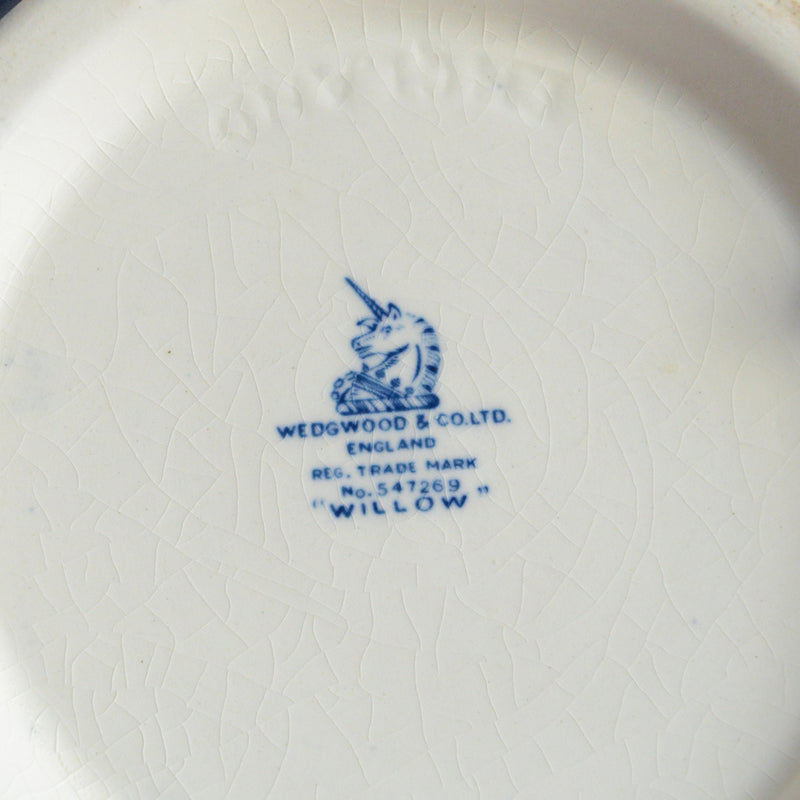 WEDGWOOD & CO.LTD.
ENGLAND
REG. TRADE MARK
No. 547269
"WILLOW"